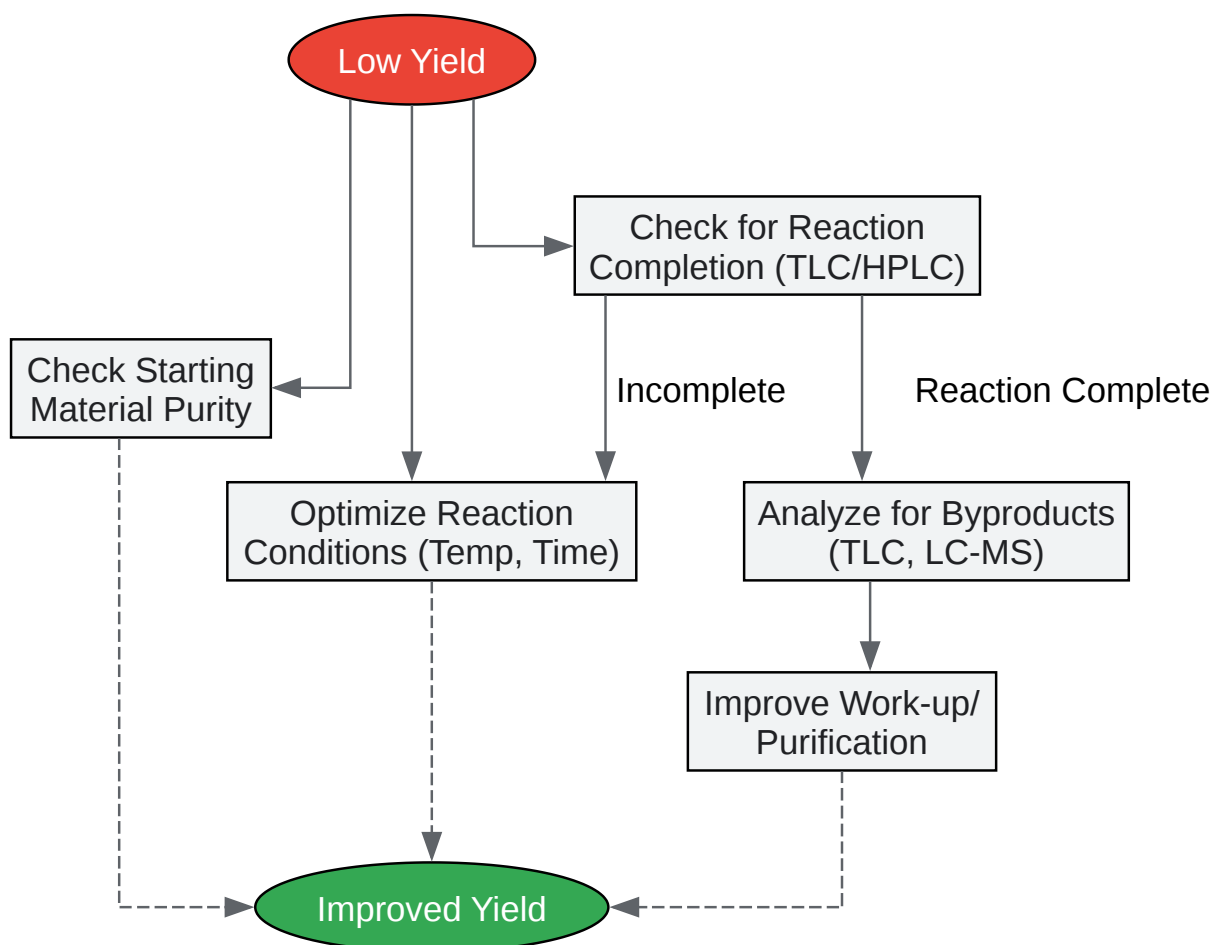 Low Yield
Check for Reaction
Completion (TLC/HPLC)
Check Starting
Material Purity
Incomplete
Reaction Complete
Optimize Reaction
Conditions (Temp, Time)
Analyze for Byproducts
(TLC, LC-MS)
Improve Work-up/
Purification
Improved Yield